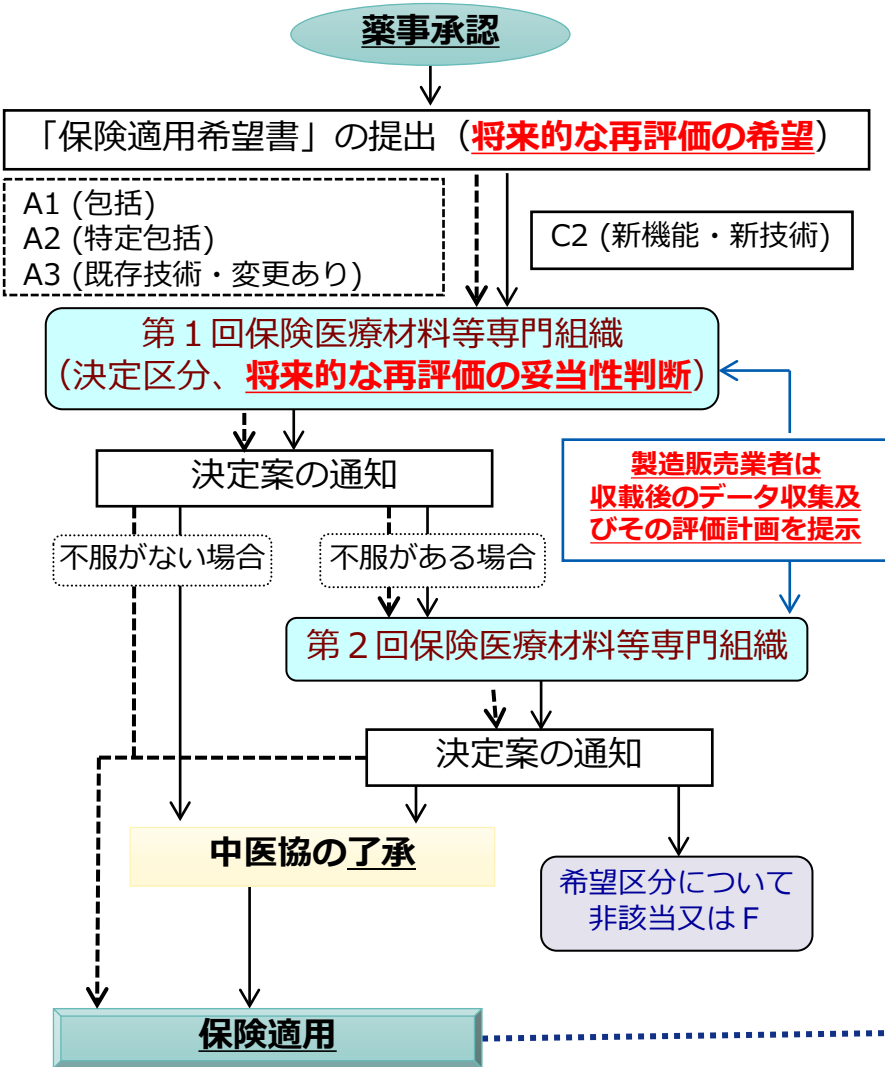 薬事承認
「保険適用希望書」の提出（将来的な再評価の希望）
A1 (包括)
A2 (特定包括)
A3 (既存技術・変更あり)
C2 (新機能・新技術)
第１回保険医療材料等専門組織
（決定区分、将来的な再評価の妥当性判断）
決定案の通知
製造販売業者は
収載後のデータ収集及
びその評価計画を提示
不服がない場合
不服がある場合
第２回保険医療材料等専門組織
決定案の通知
中医協の了承
希望区分について
非該当又はＦ
保険適用